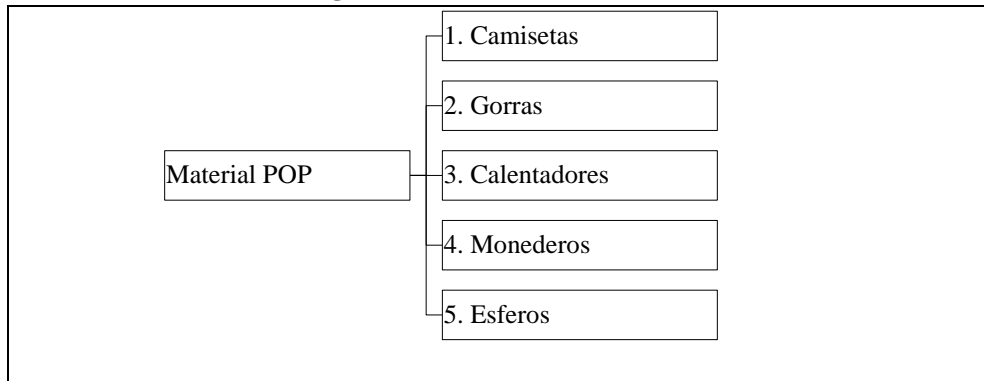 1. Camisetas
2. Gorras
Material POP
3. Calentadores
4. Monederos
5. Esferos